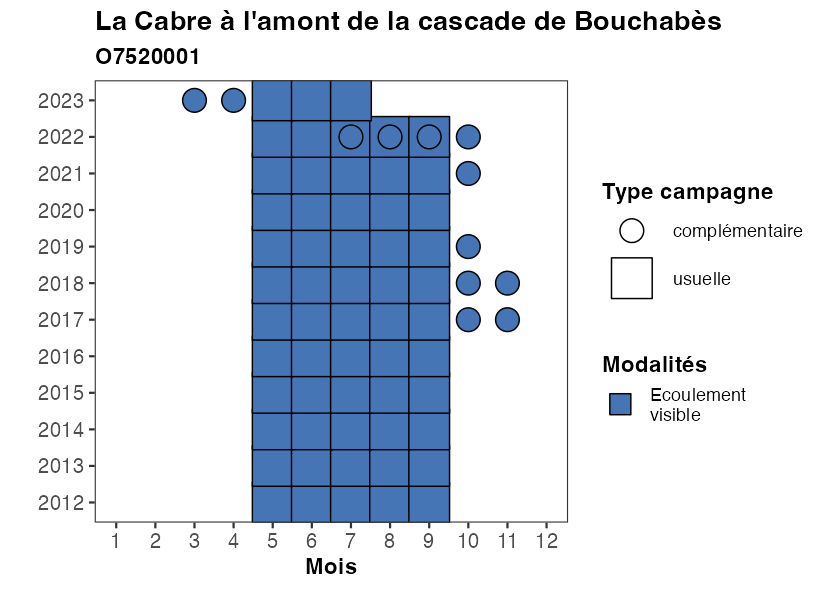 La Cabre à l'amont de la cascade de Bouchabès
O7520001
2023
2022
2021
2020
2019
2018
2017
2016
2015
2014
2013
2012
1 2 3 4 5 6 7 8 9 10 11 12
Mois
Type campagne
complémentaire
usuelle
Modalités
Ecoulement
visible